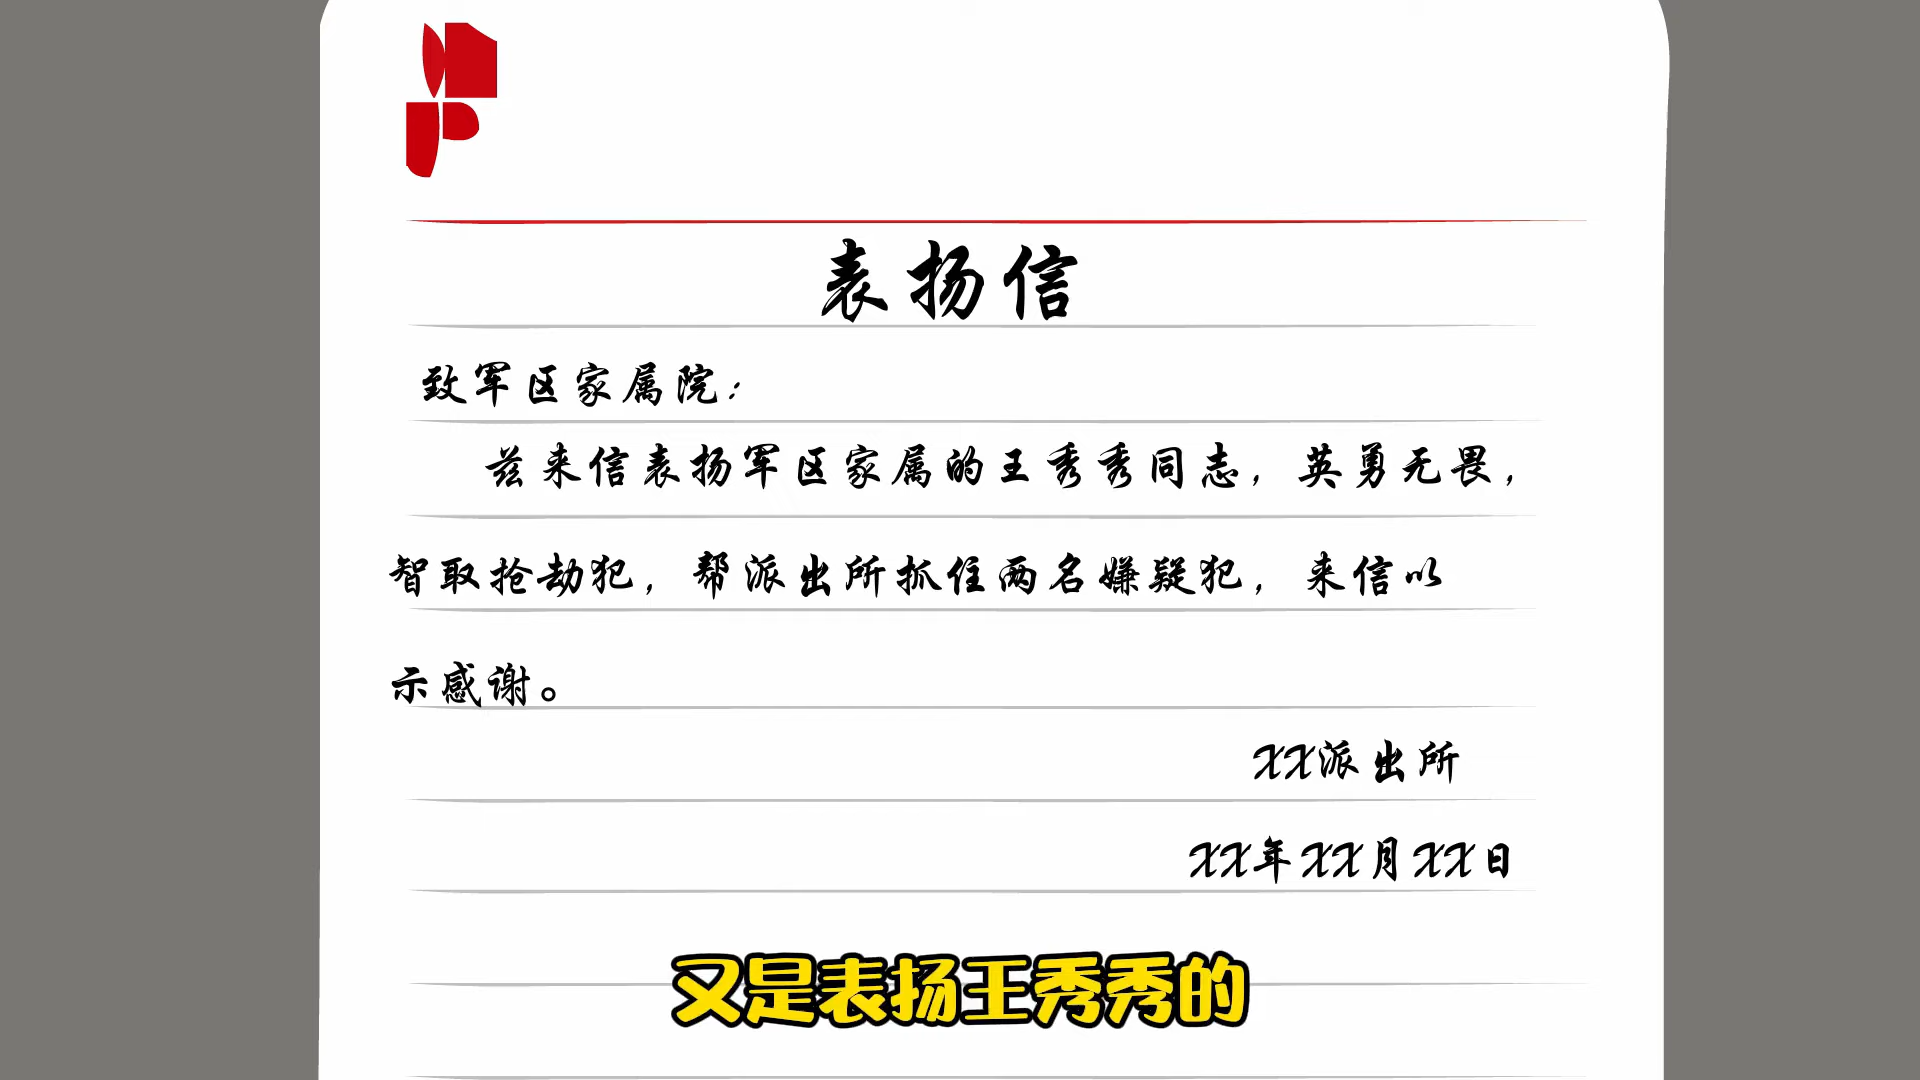 表扬信
致军区家属院：
兹来信表扬军区家属的王秀秀同志，英勇无畏，
智取抢劫犯，帮派出所抓住两名嫌疑犯，来信以
示感谢。
XX派出所
XX年XX月XX日
又是表扬王秀秀的